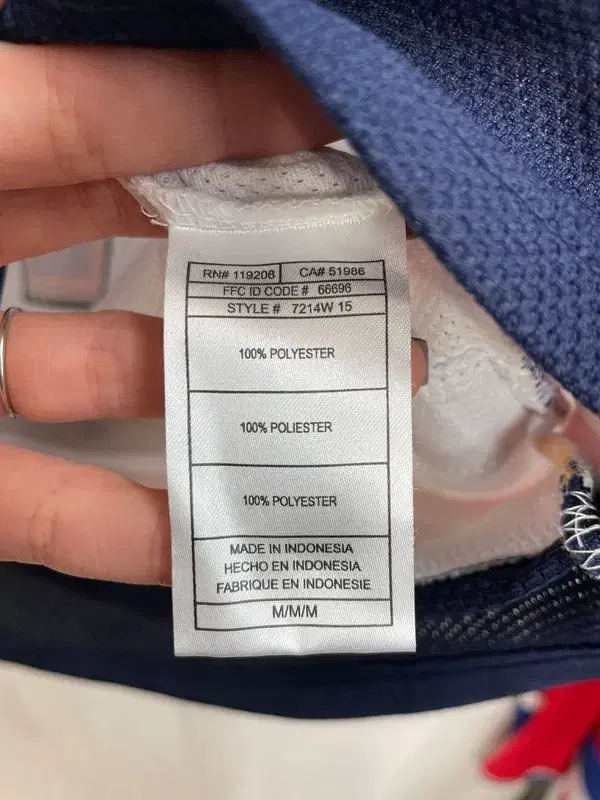 RN# 119208 CA# 51986
FFC ID CODE # 66696
STYLE # 7214W 15
100% POLYESTER
100% POLIESTER
100% POLYESTER
MADE IN INDONESIA
HECHO EN INDONESIA
FABRIQUE EN INDONESIE
M/M/M